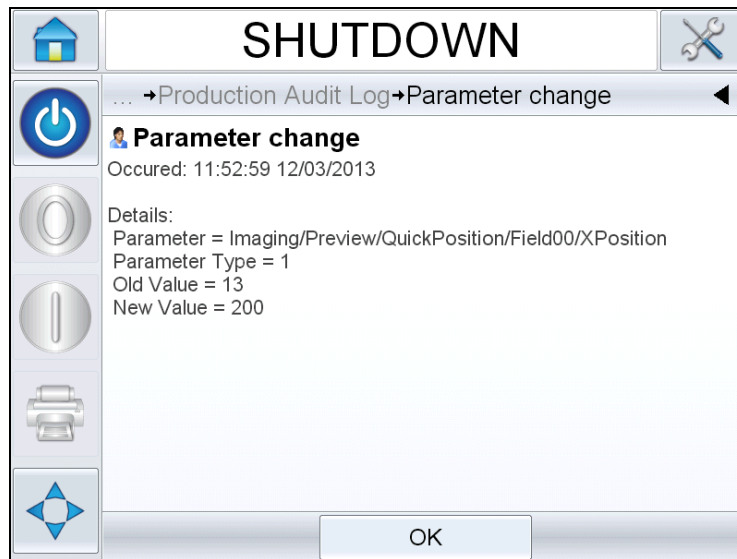 SHUTDOWN
... →Production Audit Log→Parameter change
Parameter change
Occured: 11:52:59 12/03/2013
Details:
Parameter = Imaging/Preview/QuickPosition/Field00/XPosition
Parameter Type = 1
Old Value = 13
New Value = 200
OK